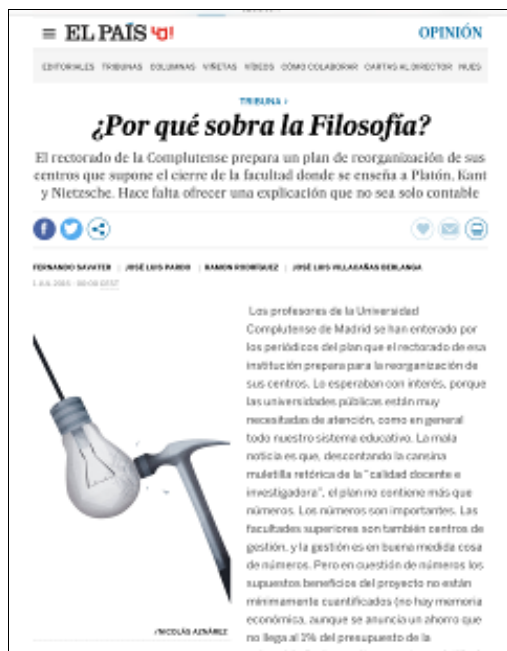 EL PAÍS
OPINIÓN
EDITORIALES TRIBUNAS COLUMNAS VIÑETAS VÍDEOS CÓMO COLABORAR CARTAS AL DIRECTOR
TRIBUNA ›
¿Por qué sobra la Filosofía?
El rectorado de la Complutense prepara un plan de reorganización de sus
centros que supone el cierre de la facultad donde se enseña a Platón, Kant
y Nietzsche. Hace falta ofrecer una explicación que no sea solo contable
FERNANDO SAVATER | JOSÉ LUIS PARDO | RAMÓN RODRÍGUEZ | JOSÉ LUIS VILLACAÑAS BERLANGA
1 JUL 2016 - 00:00 CEST
Los profesores de la Universidad
Complutense de Madrid se han enterado por
los periódicos del plan que el rectorado de esa
institución prepara para la reorganización de
sus centros. Lo esperaban con interés, porque
las universidades públicas están muy
necesitadas de atención, como en general
todo nuestro sistema educativo. La mala
noticia es que, descontando la cansina
muletilla retórica de la "calidad docente e
investigadora", el plan no contiene más que
números. Los números son importantes. Las
facultades superiores son también centros de
gestión, y la gestión es en buena medida cosa
de números. Pero en cuestión de números los
supuestos beneficios del proyecto no están
mínimamente cuantificados (no hay memoria
económica, aunque se anuncia un ahorro que
no llega al 1% del presupuesto de la
/NICOLÁS AZNÁREZ